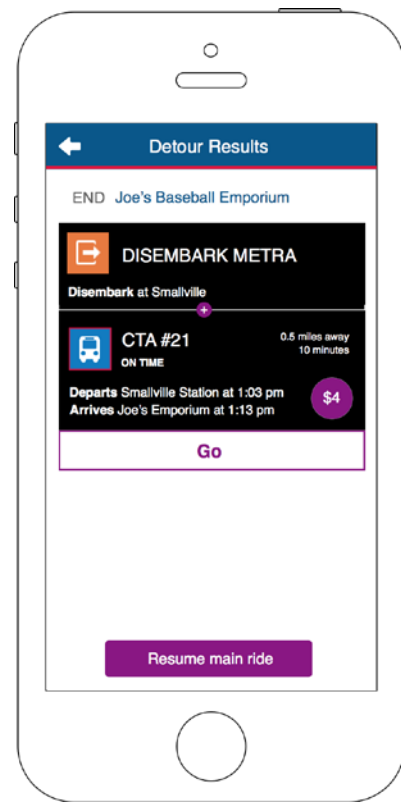 Detour Results
END Joe's Baseball Emporium
DISEMBARK METRA
Disembark at Smallville
+
CTA #21
0.5 miles away
ON TIME
10 minutes
Departs Smallville Station at 1:03 pm
Arrives Joe's Emporium at 1:13 pm
$4
Go
Resume main ride